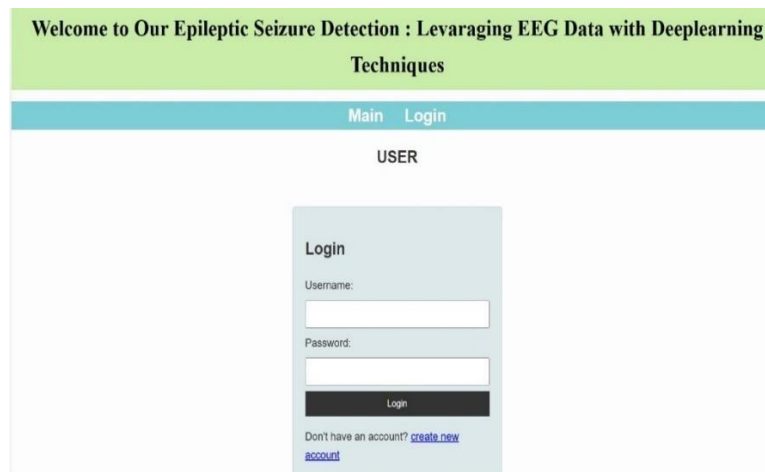 Welcome to Our Epileptic Seizure Detection : Levaraging EEG Data with Deeplearning
Techniques
Main Login
USER
Login
Username:
Password:
Login
Don't have an account? create new
account